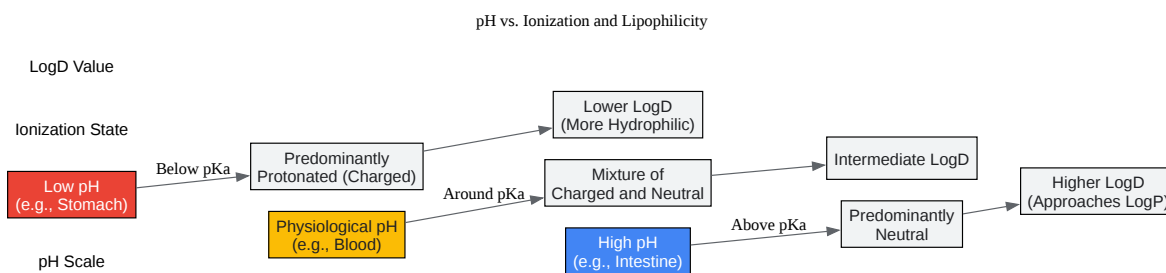 pH vs. Ionization and Lipophilicity
LogD Value
Ionization State
pH Scale
Low pH
(e.g., Stomach)
Below pKa
Predominantly
Protonated (Charged)
Lower LogD
(More Hydrophilic)
Physiological pH
(e.g., Blood)
Around pKa
Mixture of
Charged and Neutral
Intermediate LogD
High pH
(e.g., Intestine)
Above pKa
Predominantly
Neutral
Higher LogD
(Approaches LogP)